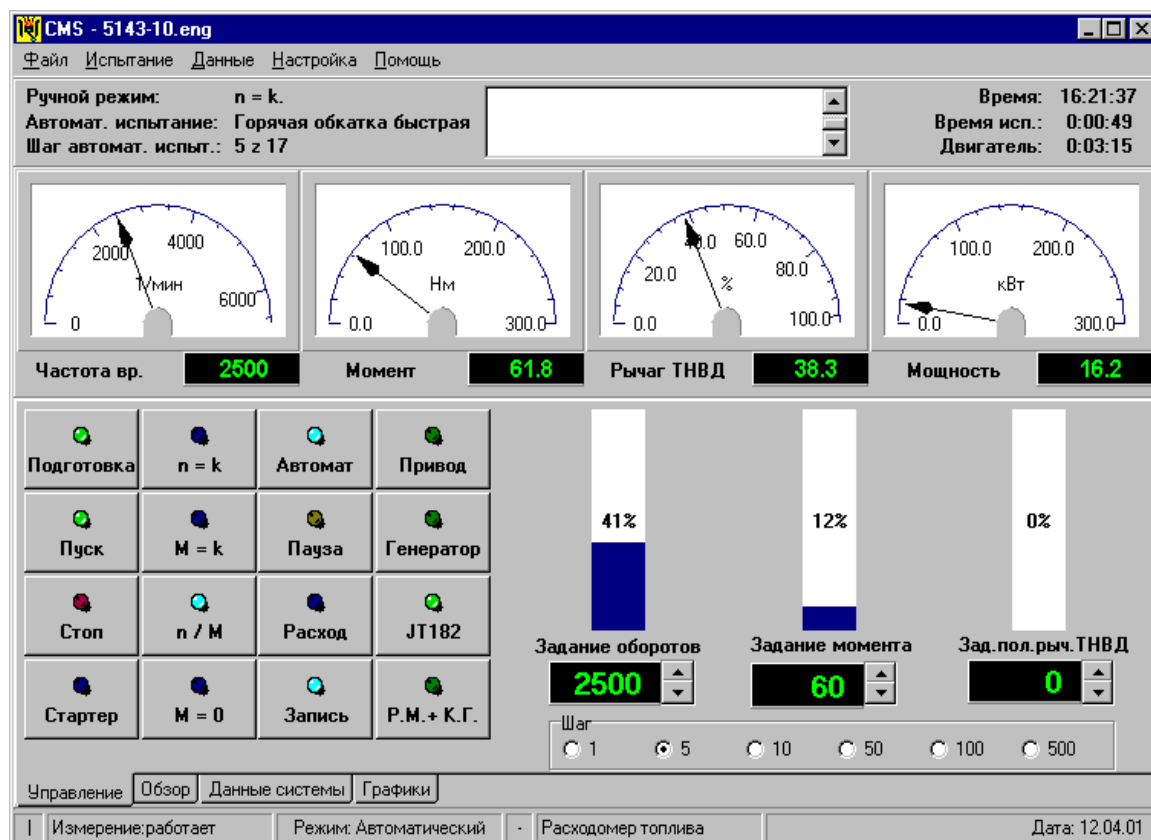 CMS - 5143-10.eng
Файл Испытание Данные Настройка Помощь
Ручной режим: n = k.
Автомат. испытание: Горячая обкатка быстрая
Шаг автомат. испыт.: 5 z 17
Время: 16:21:37
Время исп.: 0:00:49
Двигатель: 0:03:15
0 2000 4000 6000 1/мин
0.0 100.0 200.0 300.0 Нм
0.0 20.0 40.0 60.0 80.0 100.0 %
0.0 100.0 200.0 300.0 кВт
Частота вр. 2500 Момент 61.8 Рычаг ТНВД 38.3 Мощность 16.2
Подготовка n = k Автомат Привод
Пуск M = k Пауза Генератор
Стоп n / M Расход JT182
Стартер M = 0 Запись Р.М.+ К.Г.
41% 12% 0%
Задание оборотов Задание момента Зад.пол.рыч.ТНВД
2500 60 0
Шаг
1 5 10 50 100 500
Управление Обзор Данные системы Графики
| Измерение:работает Режим: Автоматический - Расходомер топлива Дата: 12.04.01